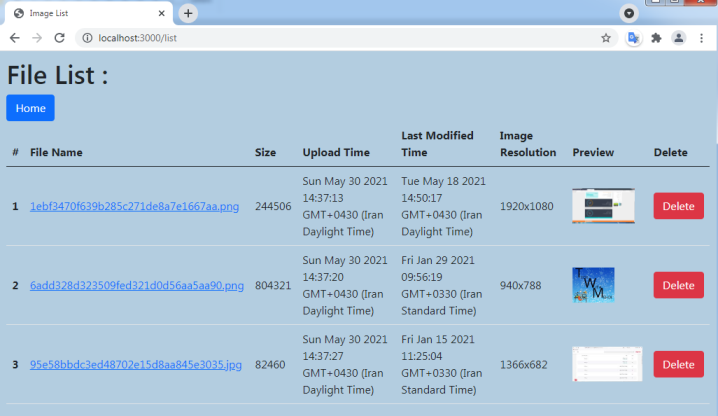 Image List
localhost:3000/list
File List :
Home
# File Name Size Upload Time Last Modified Time Image Resolution Preview Delete
1 1ebf3470f639b285c271de8a7e1667aa.png 244506 Sun May 30 2021 14:37:13 GMT+0430 (Iran Daylight Time) Tue May 18 2021 14:50:17 GMT+0430 (Iran Daylight Time) 1920x1080 Delete
2 6add328d323509fed321d0d56aa5aa90.png 804321 Sun May 30 2021 14:37:20 GMT+0430 (Iran Daylight Time) Fri Jan 29 2021 09:56:19 GMT+0330 (Iran Standard Time) 940x788 TWM Delete
3 95e58bbdc3ed48702e15d8aa845e3035.jpg 82460 Sun May 30 2021 14:37:27 GMT+0430 (Iran Daylight Time) Fri Jan 15 2021 11:25:04 GMT+0330 (Iran Standard Time) 1366x682 Delete